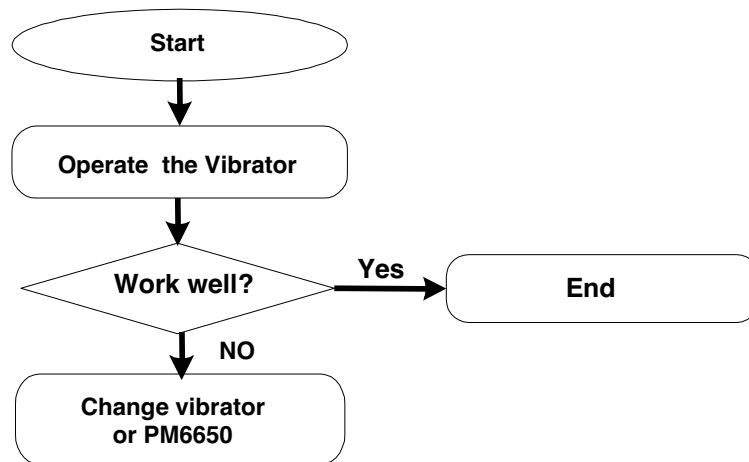 Start
Operate the Vibrator
Work well?
Yes
End
NO
Change vibrator
or PM6650